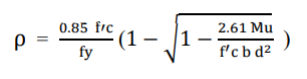 ρ = 0.85 f′c / fy (1 − √(1 − 2.61 Mu / f′c b d²))